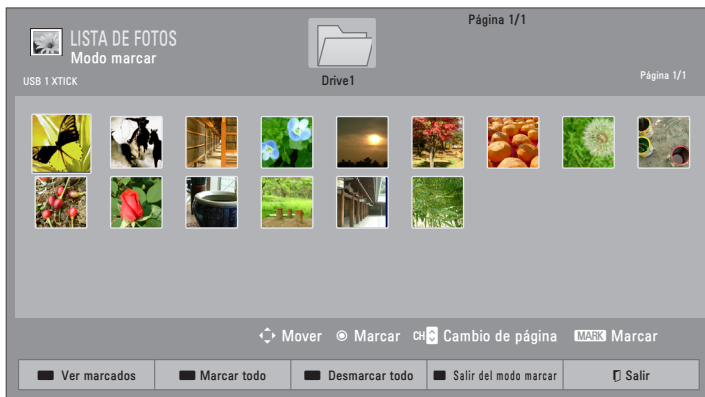 Página 1/1
LISTA DE FOTOS
Modo marcar
USB 1 XTICK
Drive1
Página 1/1
Mover Marcar CH Cambio de página MARK Marcar
Ver marcados Marcar todo Desmarcar todo Salir del modo marcar Salir